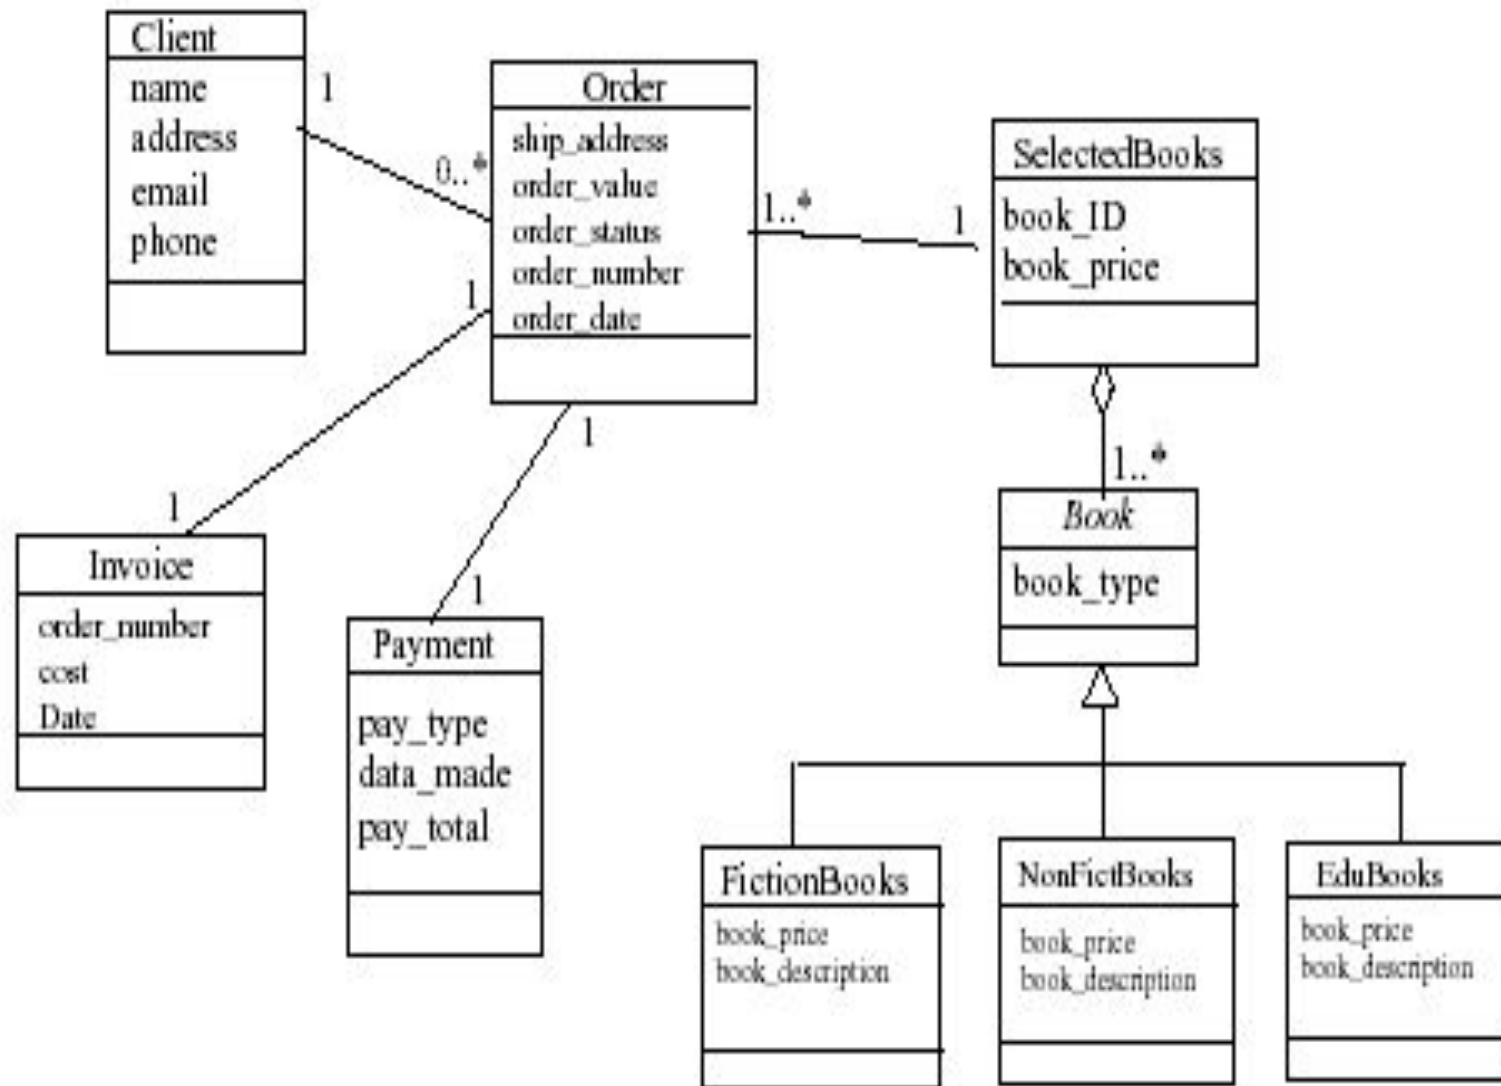 Client
name
address
email
phone
1
0..*
Order
ship_address
order_value
order_status
order_number
order_date
1..*
1
SelectedBooks
book_ID
book_price
1
1
1
1
1..*
Book
book_type
Invoice
order_number
cost
Date
Payment
pay_type
data_made
pay_total
FictionBooks
book_price
book_description
NonFictBooks
book_price
book_description
EduBooks
book_price
book_description